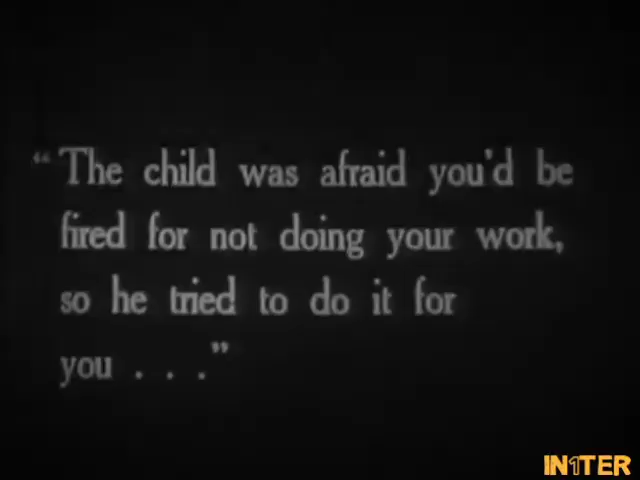 “The child was afraid you'd be
fired for not doing your work,
so he tried to do it for
you . . .”
IN1TER